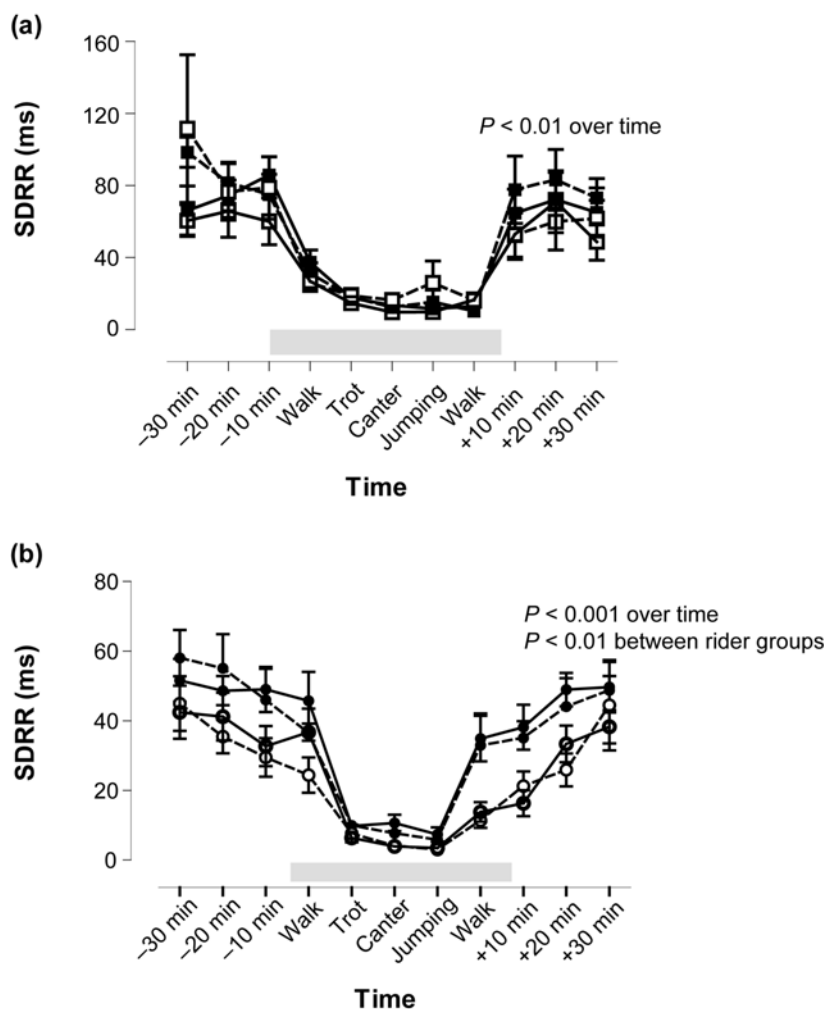 (a)
160
120
80
40
0
SDRR (ms)
P < 0.01 over time
–30 min
–20 min
–10 min
Walk
Trot
Canter
Jumping
Walk
+10 min
+20 min
+30 min
Time
(b)
80
60
40
20
0
SDRR (ms)
P < 0.001 over time
P < 0.01 between rider groups
–30 min
–20 min
–10 min
Walk
Trot
Canter
Jumping
Walk
+10 min
+20 min
+30 min
Time